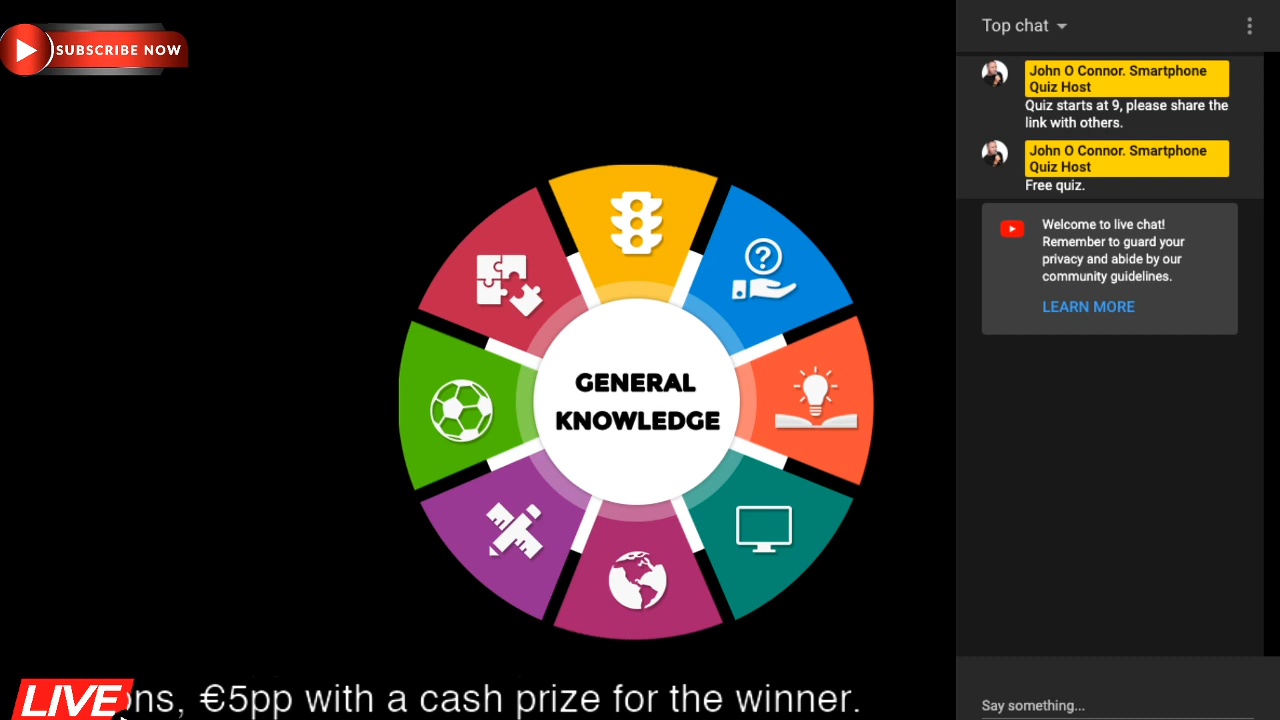 SUBSCRIBE NOW
GENERAL
KNOWLEDGE
LIVE
ons, €5pp with a cash prize for the winner.
Top chat
John O Connor. Smartphone
Quiz Host
Quiz starts at 9, please share the
link with others.
John O Connor. Smartphone
Quiz Host
Free quiz.
Welcome to live chat!
Remember to guard your
privacy and abide by our
community guidelines.
LEARN MORE
Say something...